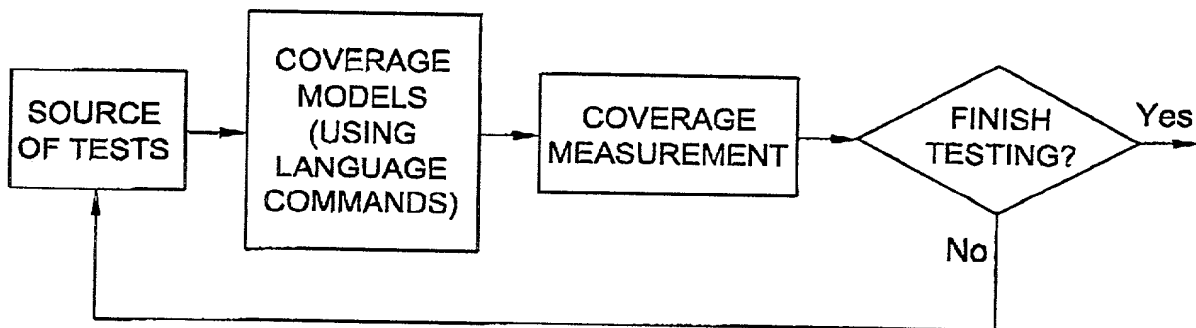 SOURCE
OF TESTS
COVERAGE
MODELS
(USING
LANGUAGE
COMMANDS)
COVERAGE
MEASUREMENT
FINISH
TESTING?
Yes
No